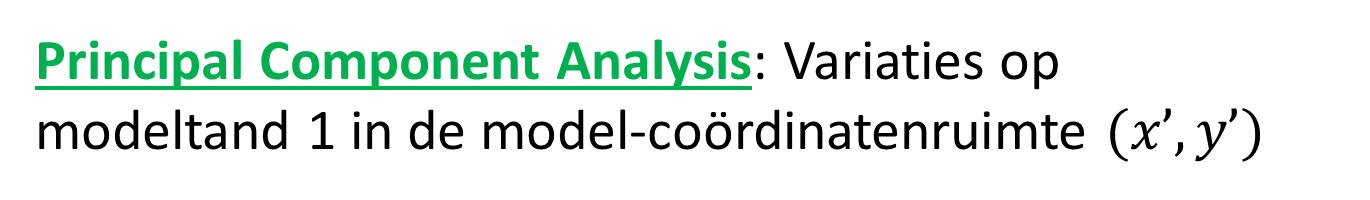 Principal Component Analysis: Variaties op
modeltand 1 in de model-coördinatenruimte (x’, y’)